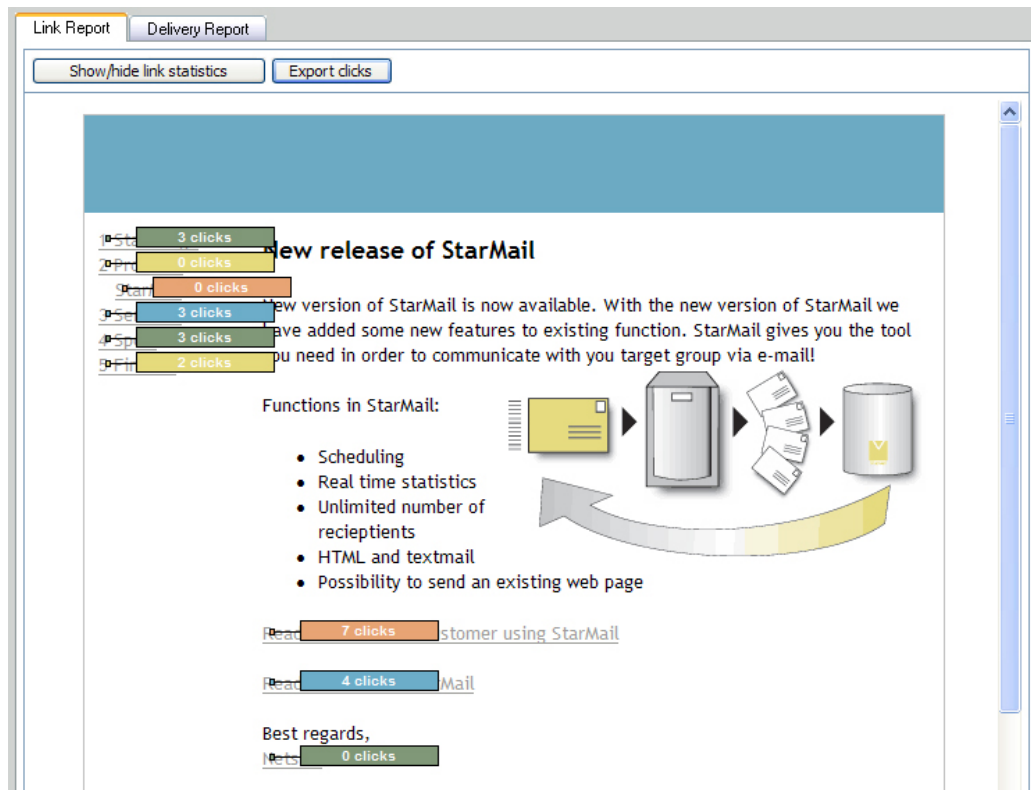 Link Report
Delivery Report
Show/hide link statistics
Export clicks
3 clicks
0 clicks
0 clicks
3 clicks
3 clicks
2 clicks
New release of StarMail
New version of StarMail is now available. With the new version of StarMail we
have added some new features to existing function. StarMail gives you the tool
you need in order to communicate with you target group via e-mail!
Functions in StarMail:
• Scheduling
• Real time statistics
• Unlimited number of
recieptients
• HTML and textmail
• Possibility to send an existing web page
Read 7 clicks stomer using StarMail
Read 4 clicks Mail
Best regards,
0 clicks